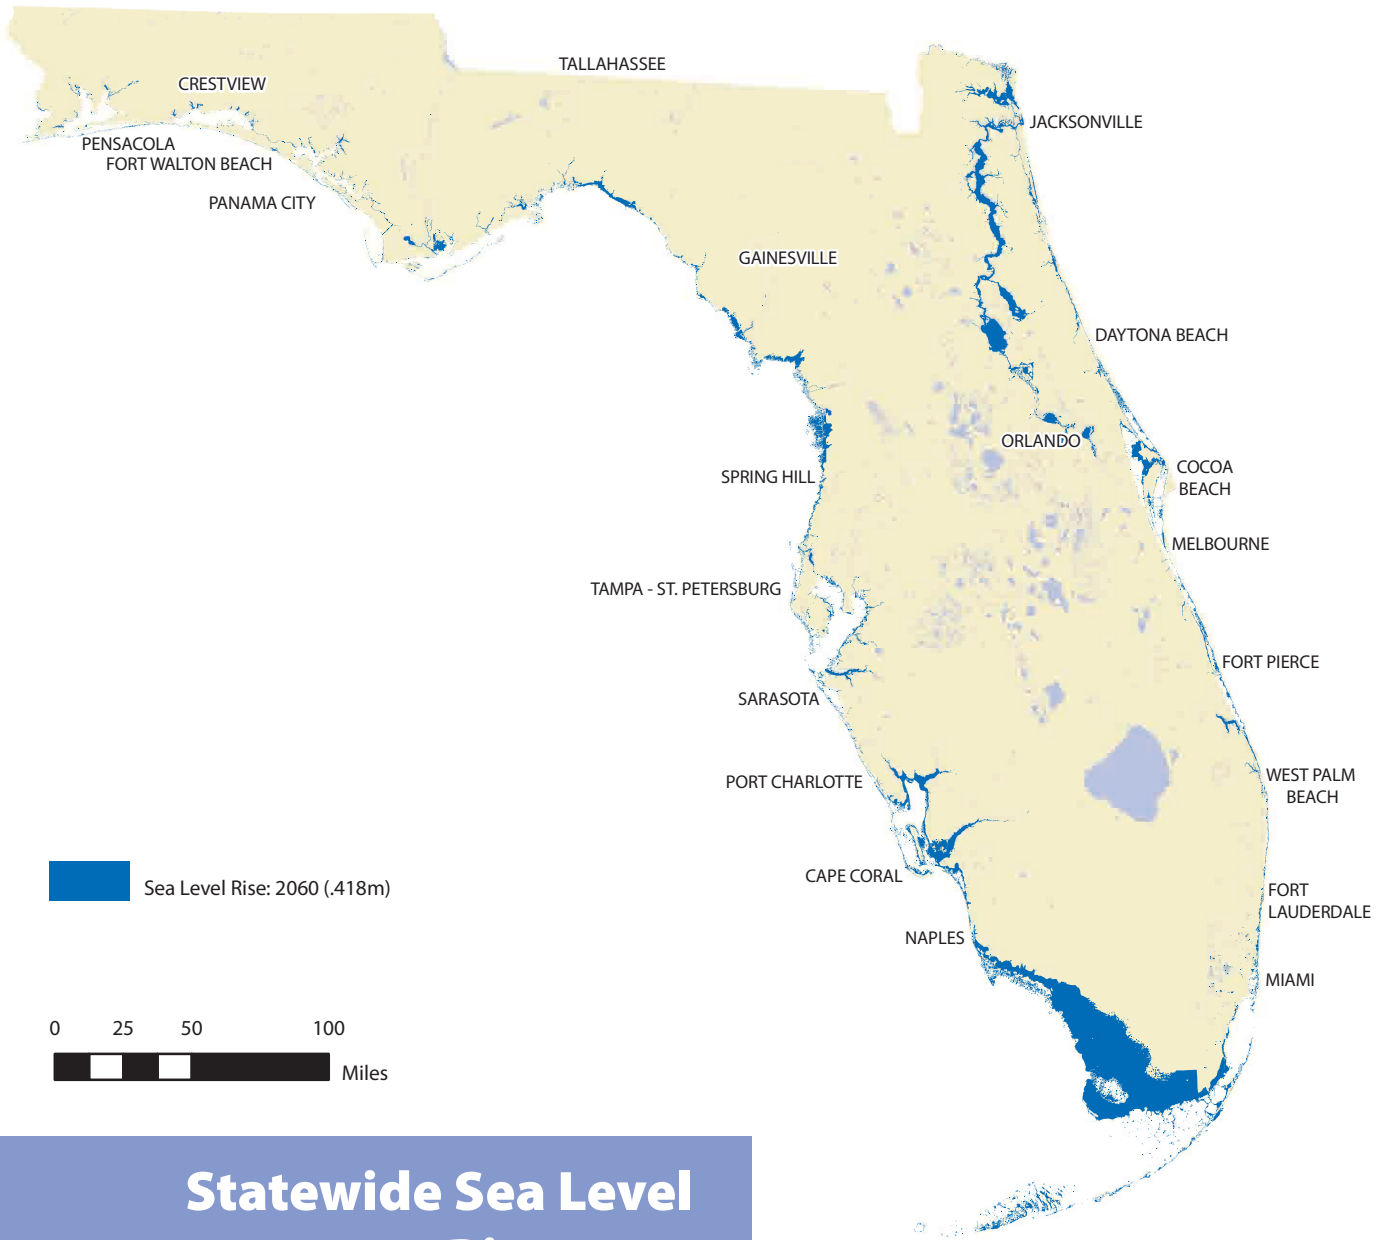 TALLAHASSEE
CRESTVIEW
JACKSONVILLE
PENSACOLA
FORT WALTON BEACH
PANAMA CITY
GAINESVILLE
DAYTONA BEACH
ORLANDO
COCOA
BEACH
SPRING HILL
MELBOURNE
TAMPA - ST. PETERSBURG
FORT PIERCE
SARASOTA
PORT CHARLOTTE
WEST PALM
BEACH
CAPE CORAL
FORT
LAUDERDALE
NAPLES
MIAMI
Sea Level Rise: 2060 (.418m)
0 25 50 100
Miles
Statewide Sea Level